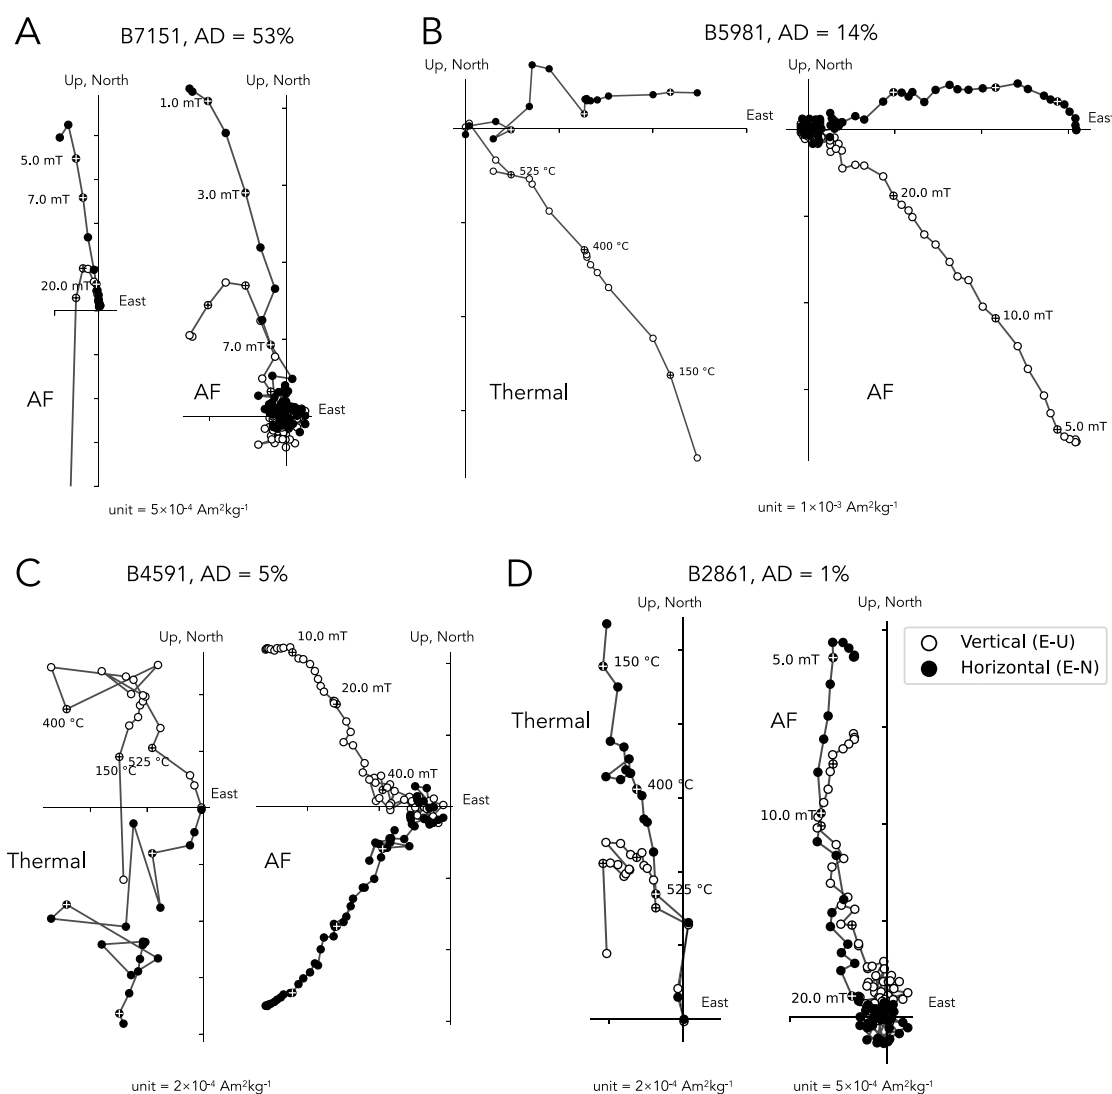 A
B7151, AD = 53%
Up, North
Up, North
1.0 mT
5.0 mT
7.0 mT
3.0 mT
20.0 mT
East
7.0 mT
AF
AF
East
unit = 5×10⁻⁴ Am²kg⁻¹
B
B5981, AD = 14%
Up, North
Up, North
East
East
525 °C
20.0 mT
400 °C
10.0 mT
150 °C
Thermal
AF
5.0 mT
unit = 1×10⁻³ Am²kg⁻¹
C
B4591, AD = 5%
Up, North
Up, North
10.0 mT
20.0 mT
400 °C
525 °C
150 °C
40.0 mT
East
East
Thermal
AF
unit = 2×10⁻⁴ Am²kg⁻¹
D
B2861, AD = 1%
Up, North
Up, North
Vertical (E-U)
Horizontal (E-N)
150 °C
5.0 mT
Thermal
AF
400 °C
10.0 mT
525 °C
20.0 mT
East
East
unit = 2×10⁻⁴ Am²kg⁻¹
unit = 5×10⁻⁴ Am²kg⁻¹